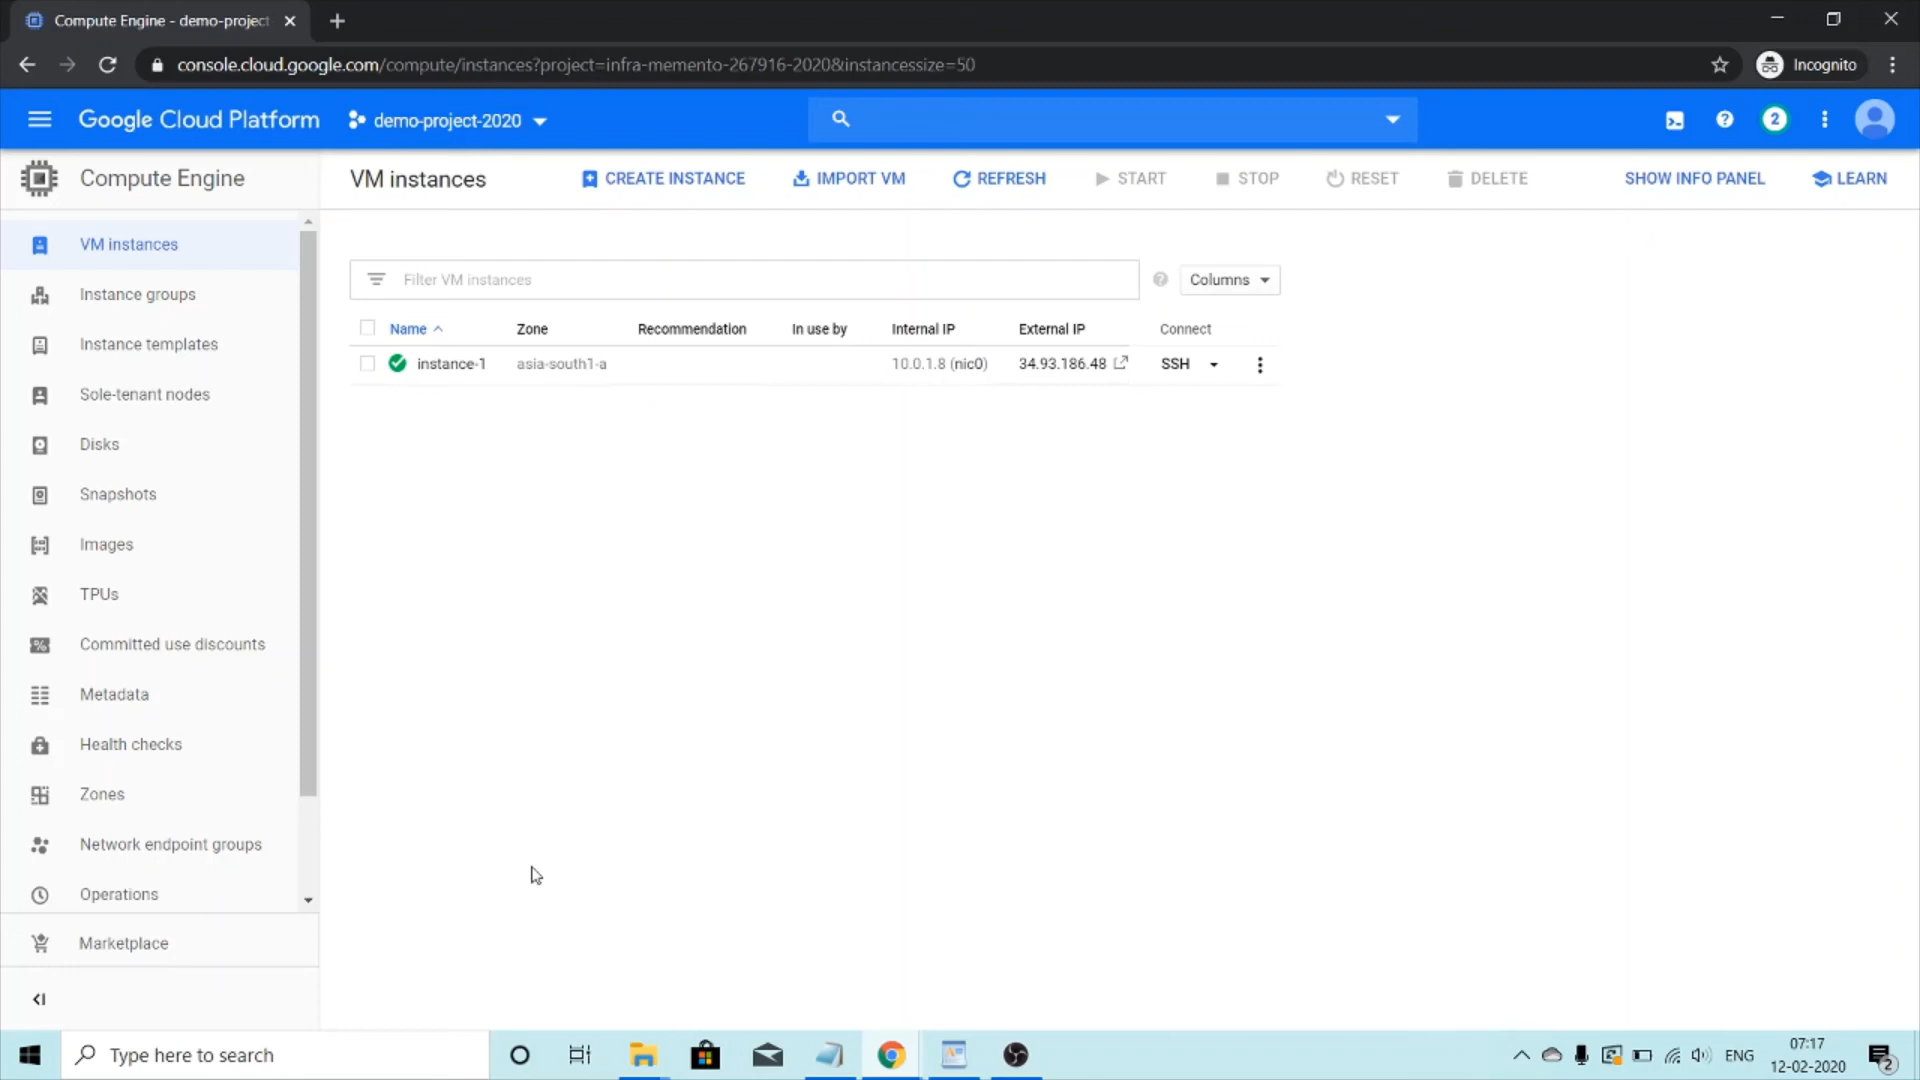 Compute Engine - demo-project
console.cloud.google.com/compute/instances?project=infra-memento-267916-2020&instancessize=50
Incognito
Google Cloud Platform
demo-project-2020
2
Compute Engine
VM instances
CREATE INSTANCE
IMPORT VM
REFRESH
START
STOP
RESET
DELETE
SHOW INFO PANEL
LEARN
VM instances
Instance groups
Instance templates
Sole-tenant nodes
Disks
Snapshots
Images
TPUs
Committed use discounts
Metadata
Health checks
Zones
Network endpoint groups
Operations
Marketplace
Filter VM instances
Columns
Name Zone Recommendation In use by Internal IP External IP Connect
instance-1 asia-south1-a 10.0.1.8 (nic0) 34.93.186.48 SSH
Type here to search
ENG
07:17
12-02-2020
2